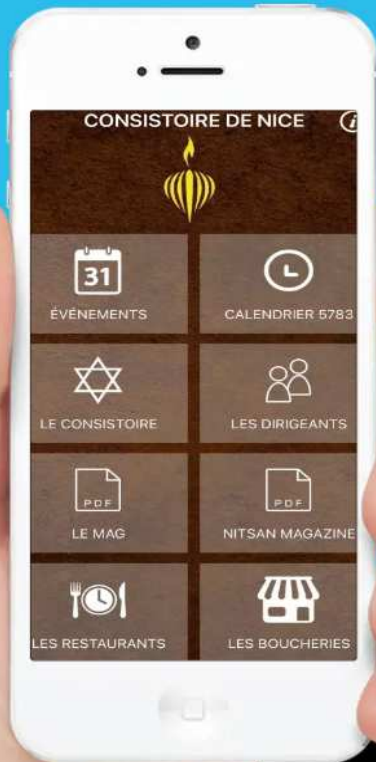 CONSISTOIRE DE NICE
i
31
ÉVÉNEMENTS
CALENDRIER 5783
LE CONSISTOIRE
LES DIRIGEANTS
PDF
PDF
LE MAG
NITSAN MAGAZINE
LES RESTAURANTS
LES BOUCHERIES